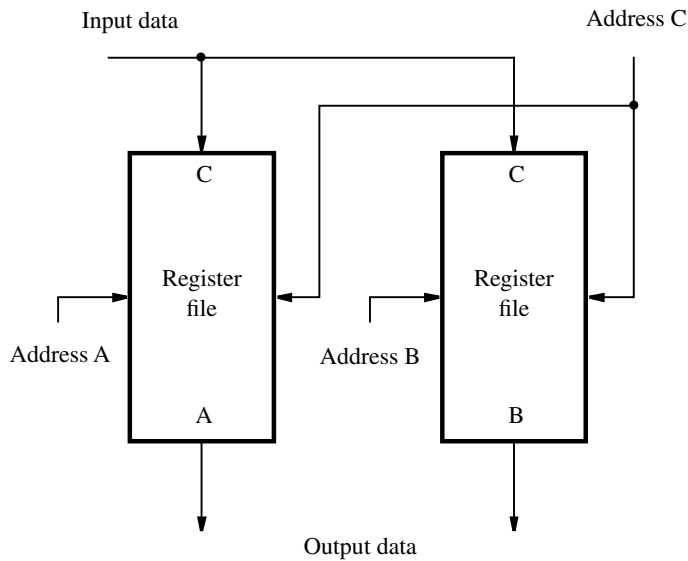 Input data
Address C
C
C
Register
file
Register
file
Address A
Address B
A
B
Output data